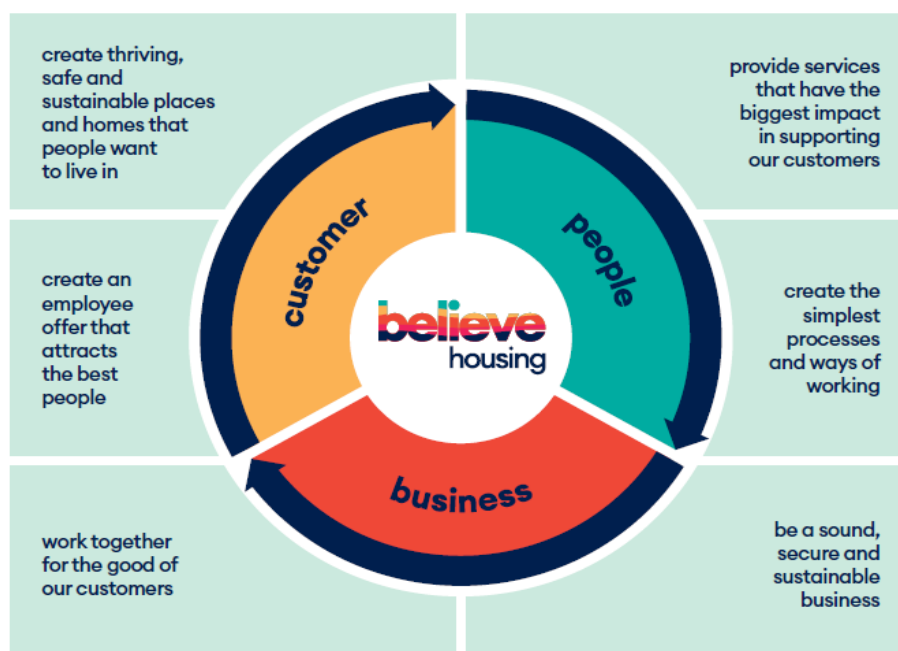 create thriving,
safe and
sustainable places
and homes that
people want
to live in
provide services
that have the
biggest impact
in supporting
our customers
customer
people
believe
housing
create an
employee
offer that
attracts
the best
people
create the
simplest
processes
and ways of
working
business
work together
for the good of
our customers
be a sound,
secure and
sustainable
business